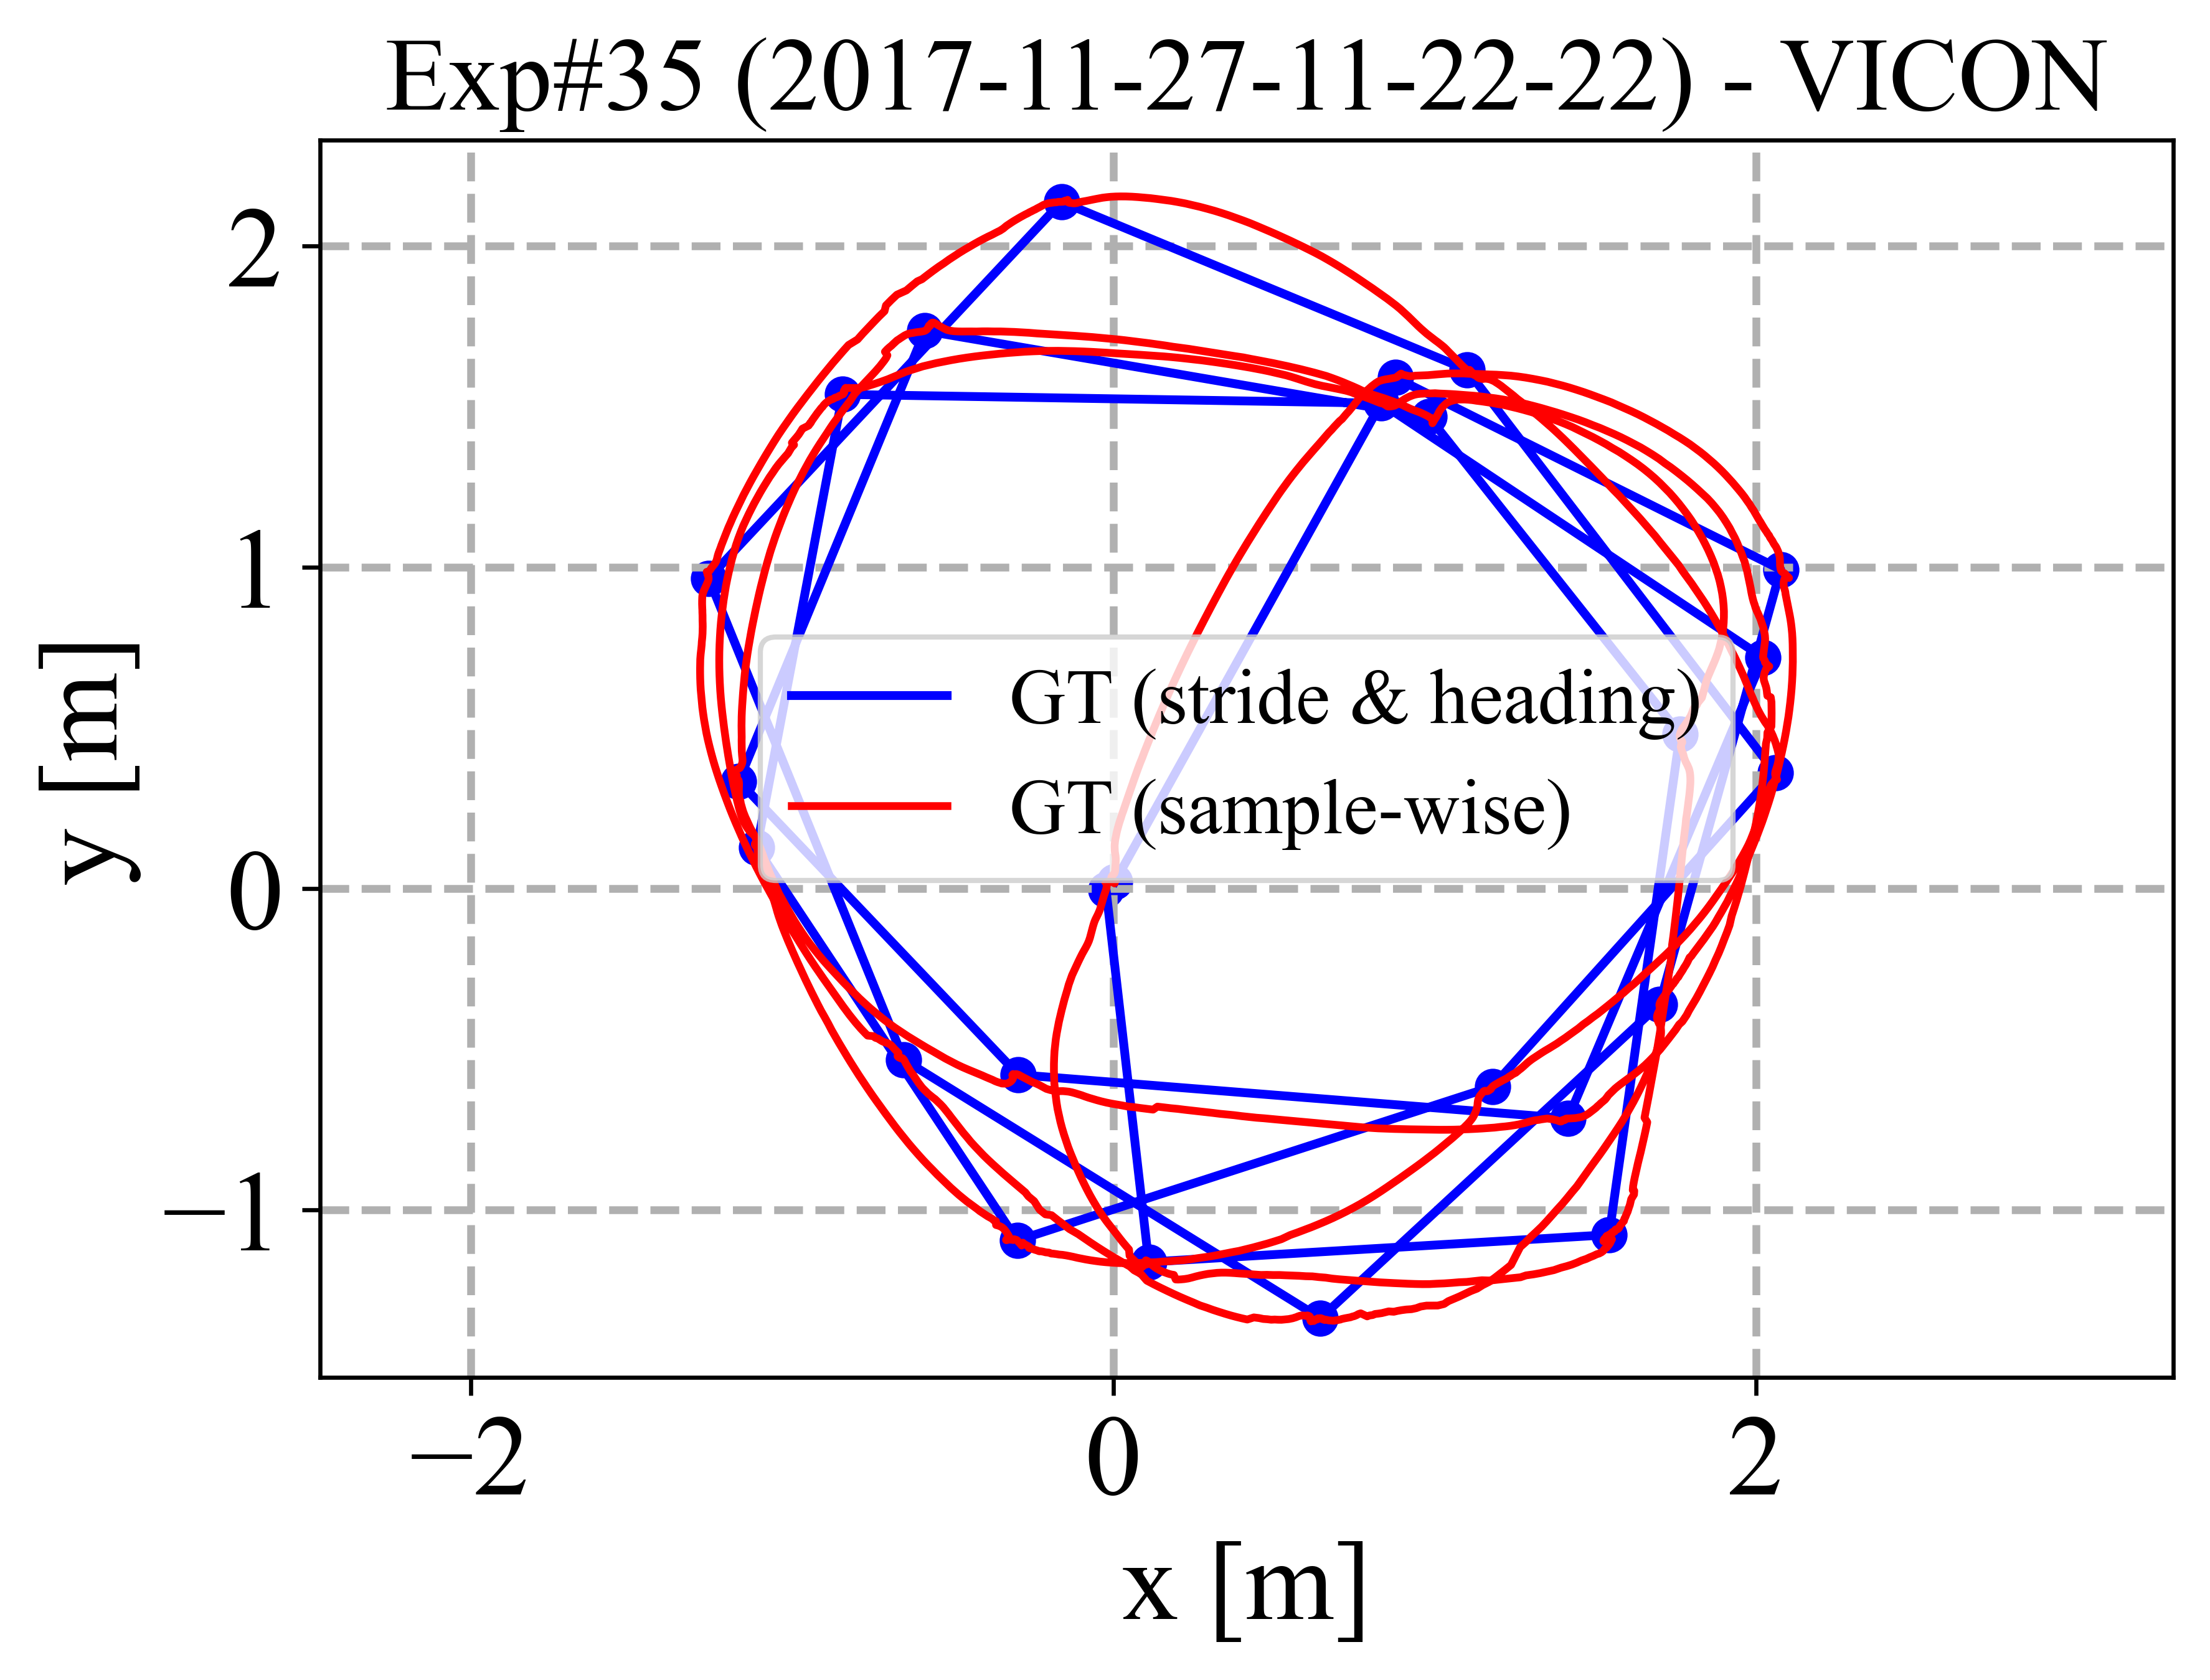 Exp#35 (2017-11-27-11-22-22) - VICON
y [m]
2
1
0
−1
GT (stride & heading)
GT (sample-wise)
−2
0
2
x [m]